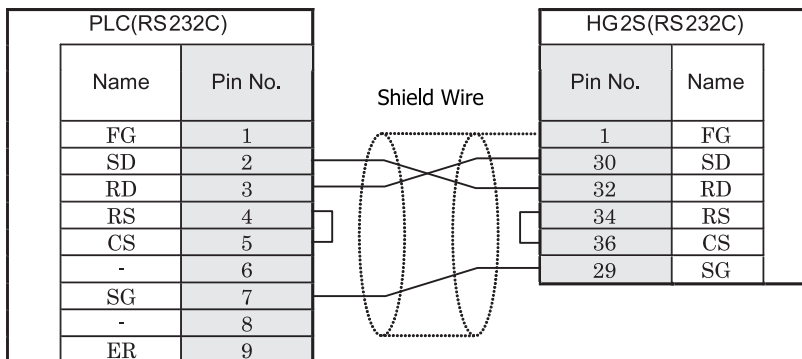 PLC(RS232C)
Name Pin No.
FG 1
SD 2
RD 3
RS 4
CS 5
- 6
SG 7
- 8
ER 9
Shield Wire
HG2S(RS232C)
Pin No. Name
1 FG
30 SD
32 RD
34 RS
36 CS
29 SG